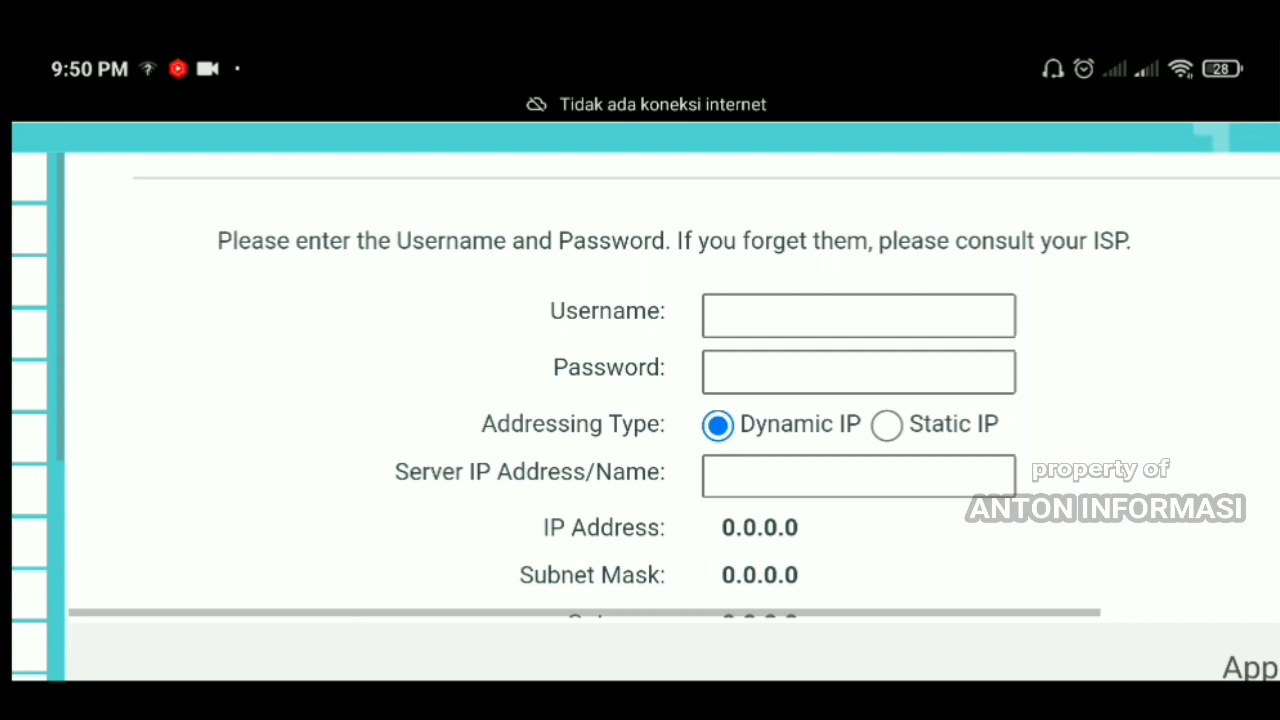 9:50 PM
28
Tidak ada koneksi internet
Please enter the Username and Password. If you forget them, please consult your ISP.
Username:
Password:
Addressing Type: Dynamic IP Static IP
Server IP Address/Name:
property of
ANTON INFORMASI
IP Address: 0.0.0.0
Subnet Mask: 0.0.0.0
App